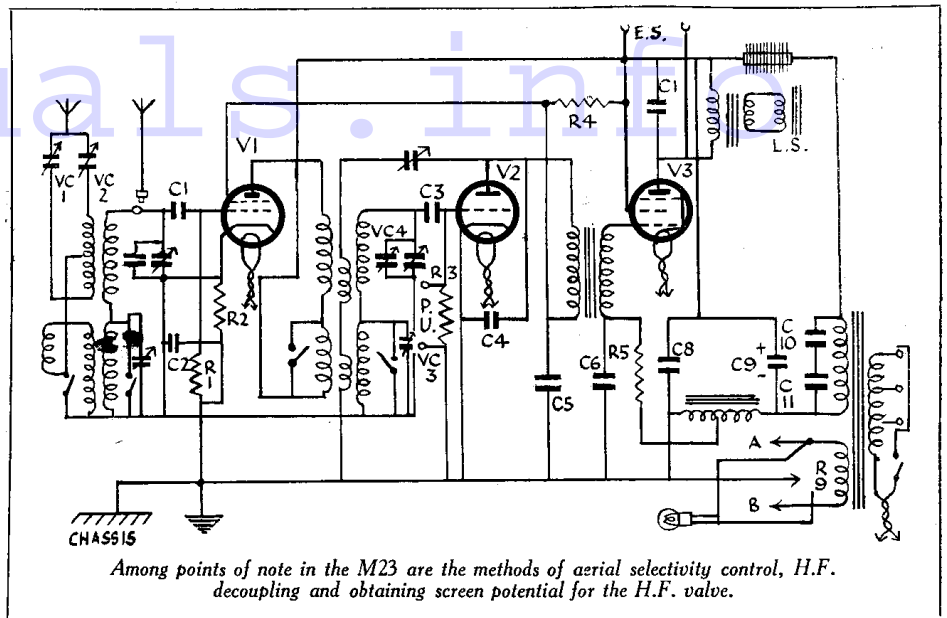 uals.info
E.S.
C1
R4
L.S.
V1
V2
V3
VC
1
VC
2
C1
C3
VC4
R3
P.
U.
R2
C2
R
1
VC
3
C4
C5
C6
R5
C8
C9
+
-
C
10
C
11
A
B
R
9
CHASSIS
Among points of note in the M23 are the methods of aerial selectivity control, H.F.
decoupling and obtaining screen potential for the H.F. valve.